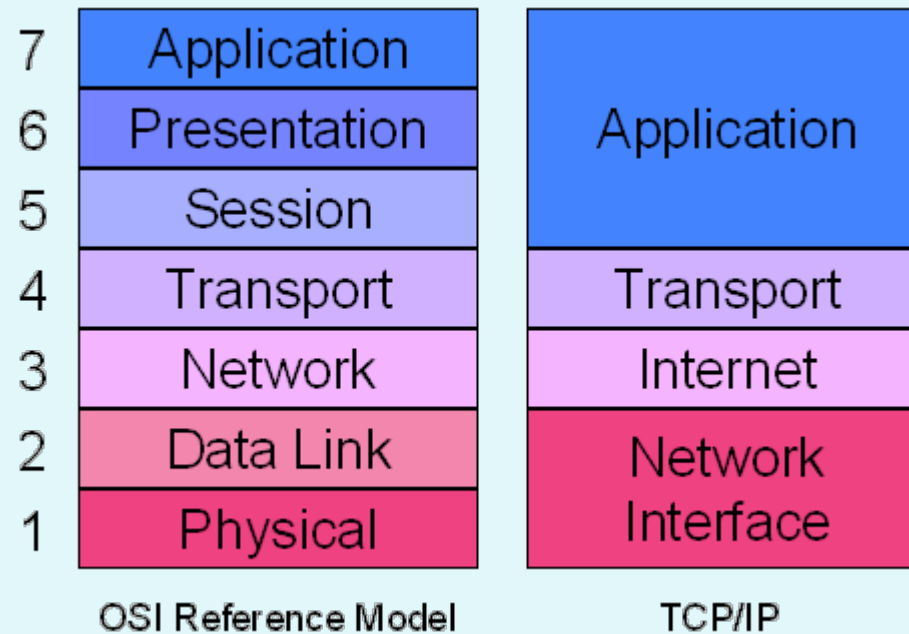 7
Application
6
Presentation
5
Session
4
Transport
3
Network
2
Data Link
1
Physical
OSI Reference Model
Application
Transport
Internet
Network
Interface
TCP/IP